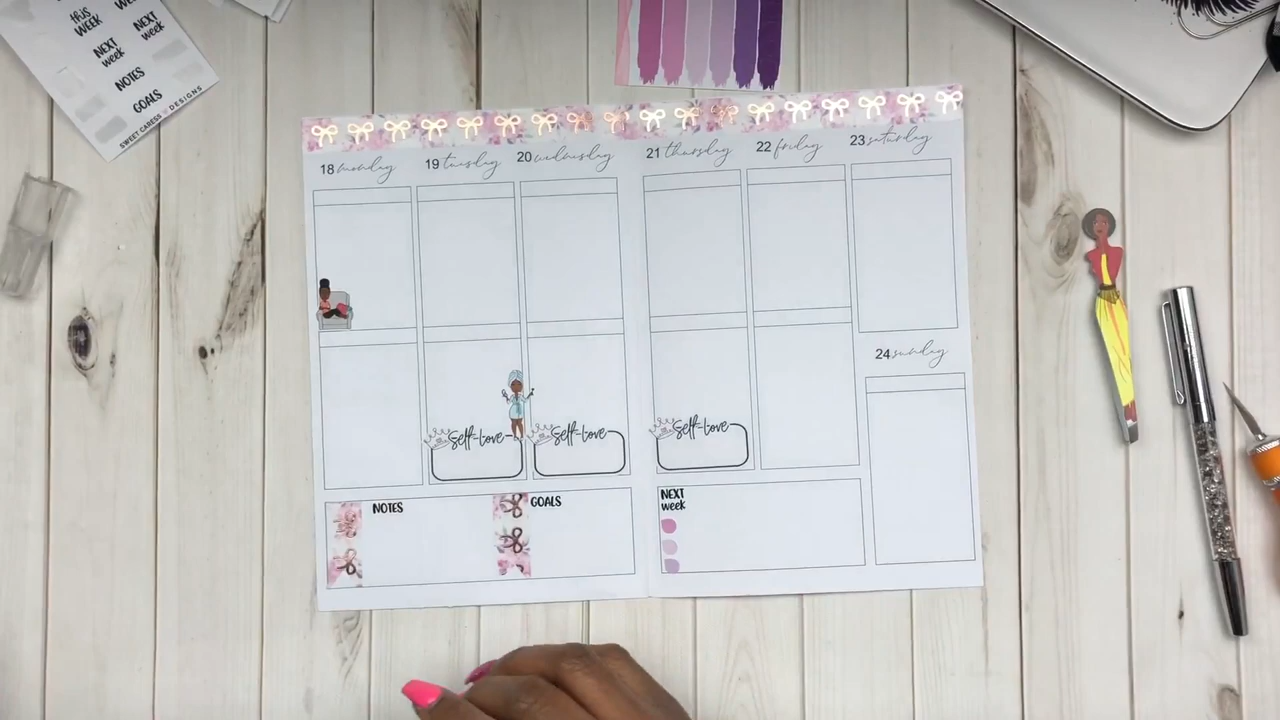 this
WEEK
NEXT
week
NEXT
week
NOTES
GOALS
SWEET CARESS DESIGNS
18 monday
19 tuesday
20 wednesday
21 thursday
22 friday
23 saturday
24 sunday
self-love
self-love
self-love
NOTES
GOALS
NEXT
week